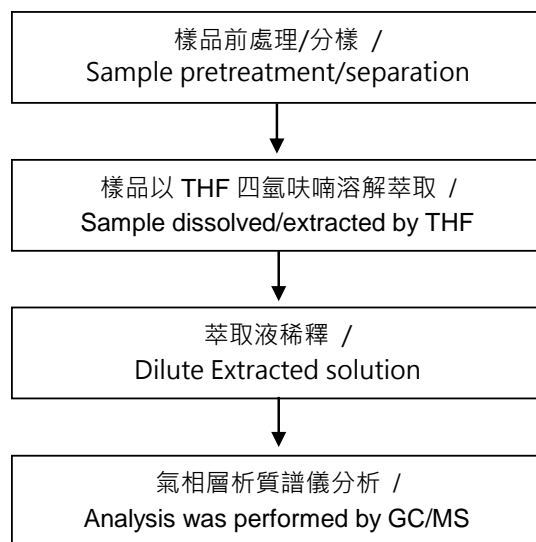 樣品前處理/分樣 /
Sample pretreatment/separation
樣品以 THF 四氫呋喃溶解萃取 /
Sample dissolved/extracted by THF
萃取液稀釋 /
Dilute Extracted solution
氣相層析質譜儀分析 /
Analysis was performed by GC/MS